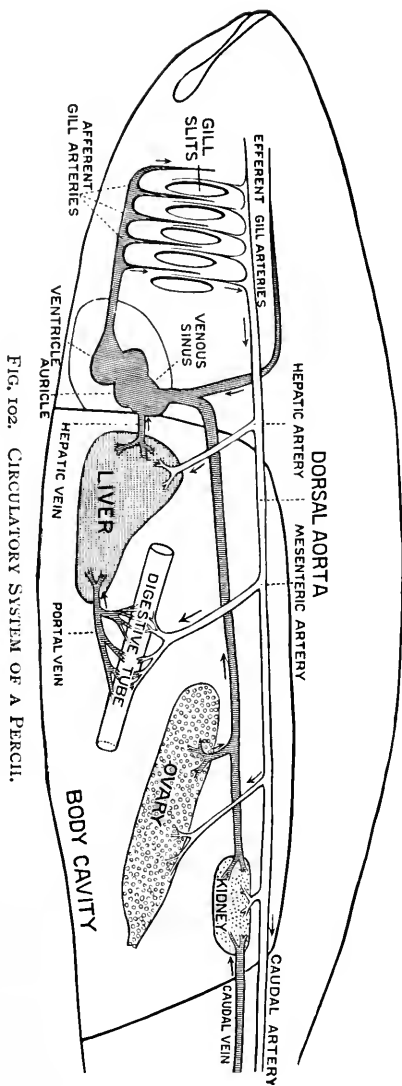 EFFERENT GILL ARTERIES
GILL
SLITS
AFFERENT
GILL ARTERIES
VENTRICLE
AURICLE
VENOUS
SINUS
HEPATIC VEIN
HEPATIC ARTERY
DORSAL AORTA
MESENTERIC ARTERY
LIVER
DIGESTIVE TUBE
PORTAL VEIN
OVARY
KIDNEY
BODY CAVITY
CAUDAL VEIN
CAUDAL ARTERY
FIG. 102. CIRCULATORY SYSTEM OF A PERCH.